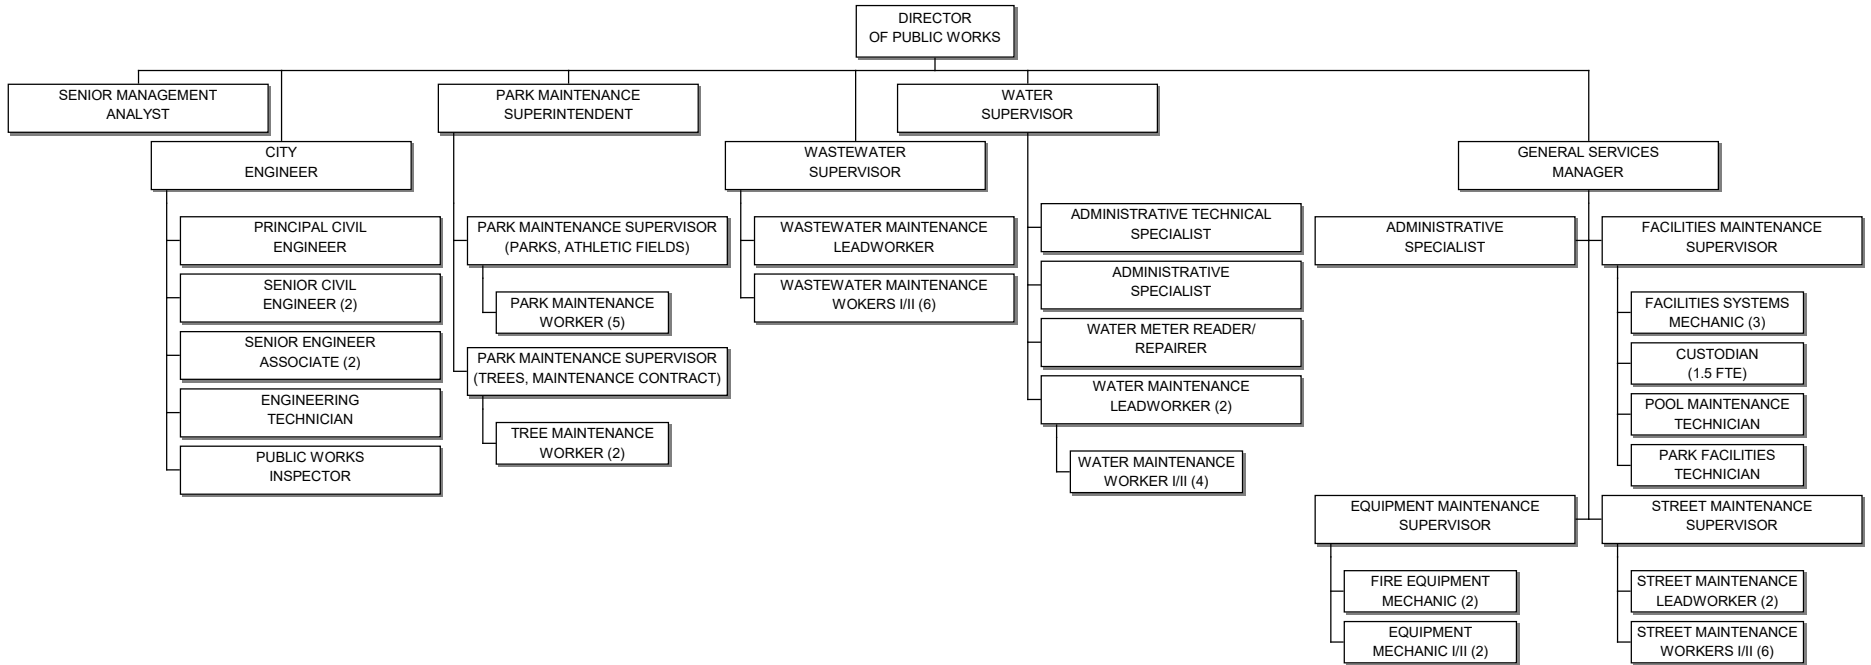 DIRECTOR
OF PUBLIC WORKS
SENIOR MANAGEMENT
ANALYST
CITY
ENGINEER
PRINCIPAL CIVIL
ENGINEER
SENIOR CIVIL
ENGINEER (2)
SENIOR ENGINEER
ASSOCIATE (2)
ENGINEERING
TECHNICIAN
PUBLIC WORKS
INSPECTOR
PARK MAINTENANCE
SUPERINTENDENT
PARK MAINTENANCE SUPERVISOR
(PARKS, ATHLETIC FIELDS)
PARK MAINTENANCE
WORKER (5)
PARK MAINTENANCE SUPERVISOR
(TREES, MAINTENANCE CONTRACT)
TREE MAINTENANCE
WORKER (2)
WASTEWATER
SUPERVISOR
WASTEWATER MAINTENANCE
LEADWORKER
WASTEWATER MAINTENANCE
WOKERS I/II (6)
WATER
SUPERVISOR
ADMINISTRATIVE TECHNICAL
SPECIALIST
ADMINISTRATIVE
SPECIALIST
WATER METER READER/
REPAIRER
WATER MAINTENANCE
LEADWORKER (2)
WATER MAINTENANCE
WORKER I/II (4)
GENERAL SERVICES
MANAGER
ADMINISTRATIVE
SPECIALIST
FACILITIES MAINTENANCE
SUPERVISOR
FACILITIES SYSTEMS
MECHANIC (3)
CUSTODIAN
(1.5 FTE)
POOL MAINTENANCE
TECHNICIAN
PARK FACILITIES
TECHNICIAN
EQUIPMENT MAINTENANCE
SUPERVISOR
FIRE EQUIPMENT
MECHANIC (2)
EQUIPMENT
MECHANIC I/II (2)
STREET MAINTENANCE
SUPERVISOR
STREET MAINTENANCE
LEADWORKER (2)
STREET MAINTENANCE
WORKERS I/II (6)